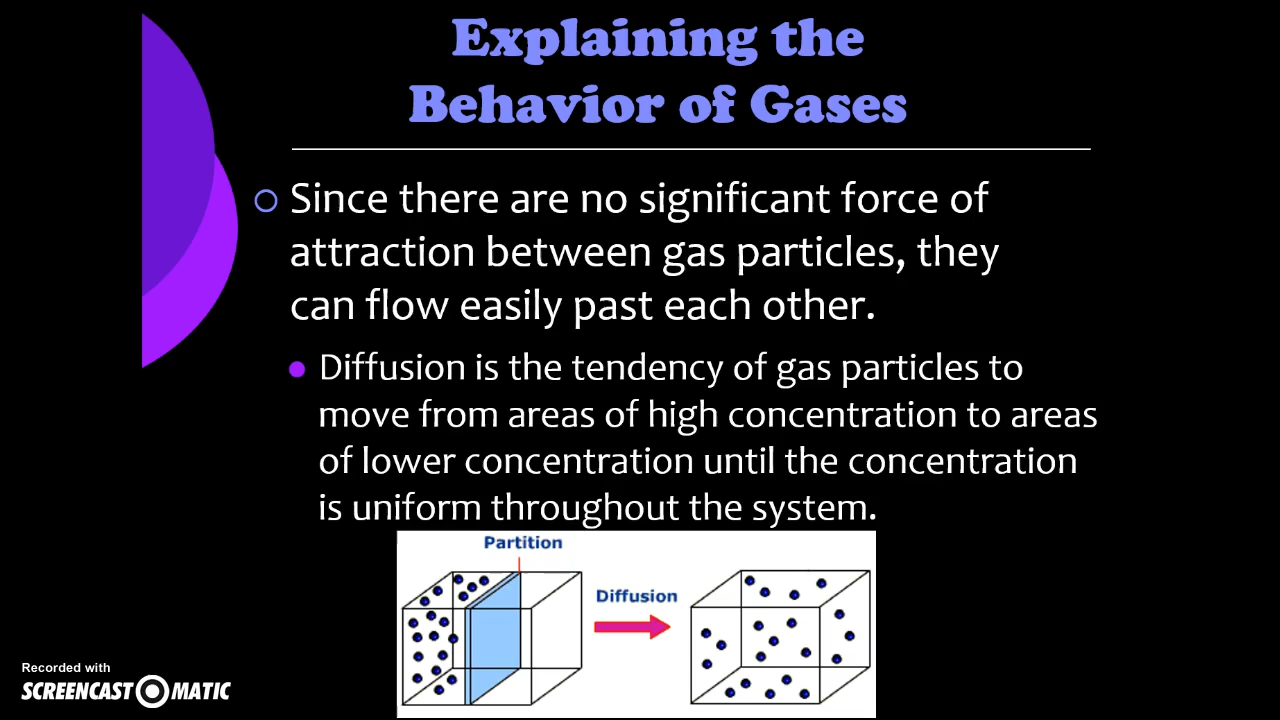 Explaining the
Behavior of Gases
Since there are no significant force of
attraction between gas particles, they
can flow easily past each other.
Diffusion is the tendency of gas particles to
move from areas of high concentration to areas
of lower concentration until the concentration
is uniform throughout the system.
Partition
Diffusion
Recorded with
SCREENCAST O MATIC